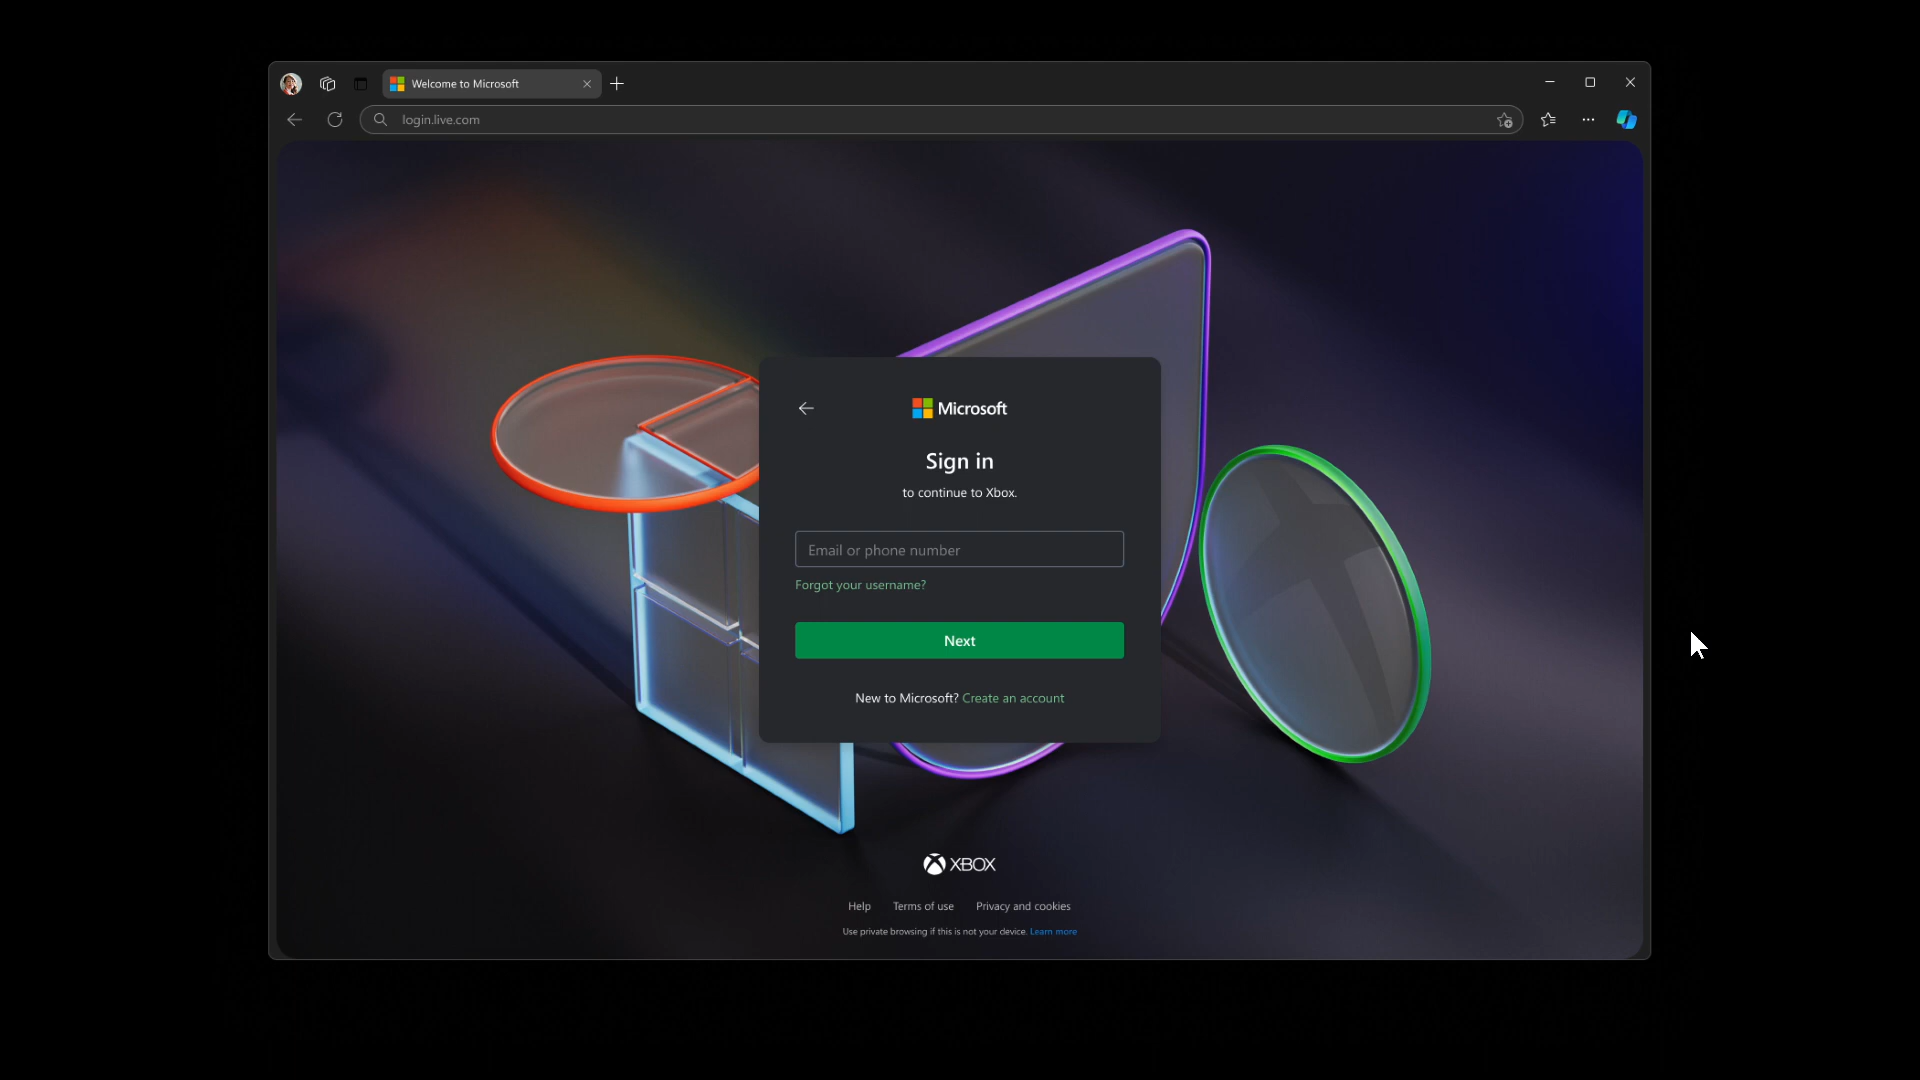 Welcome to Microsoft
login.live.com
Microsoft
Sign in
to continue to Xbox.
Email or phone number
Forgot your username?
Next
New to Microsoft? Create an account
XBOX
Help Terms of use Privacy and cookies
Use private browsing if this is not your device. Learn more